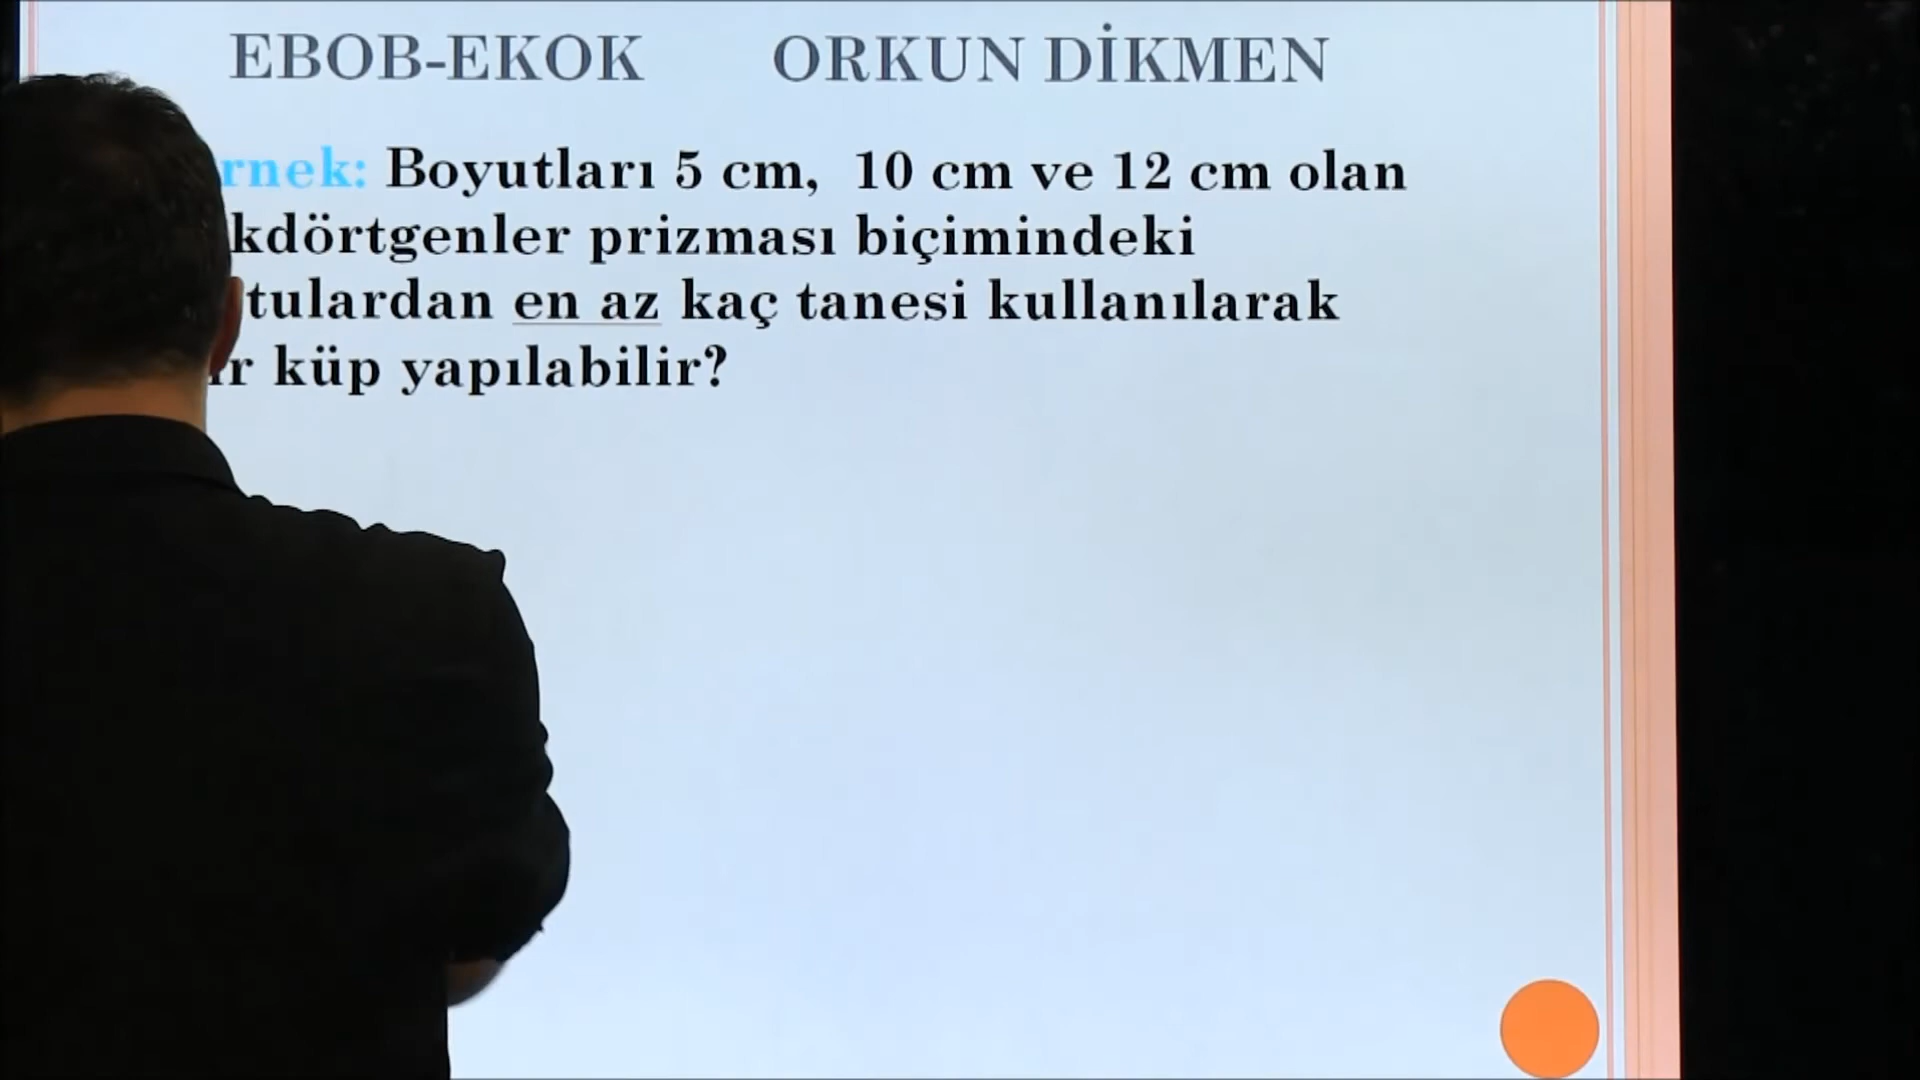 EBOB-EKOK ORKUN DİKMEN
rnek: Boyutları 5 cm, 10 cm ve 12 cm olan
kdörtgenler prizması biçimindeki
tulardan en az kaç tanesi kullanılarak
ir küp yapılabilir?